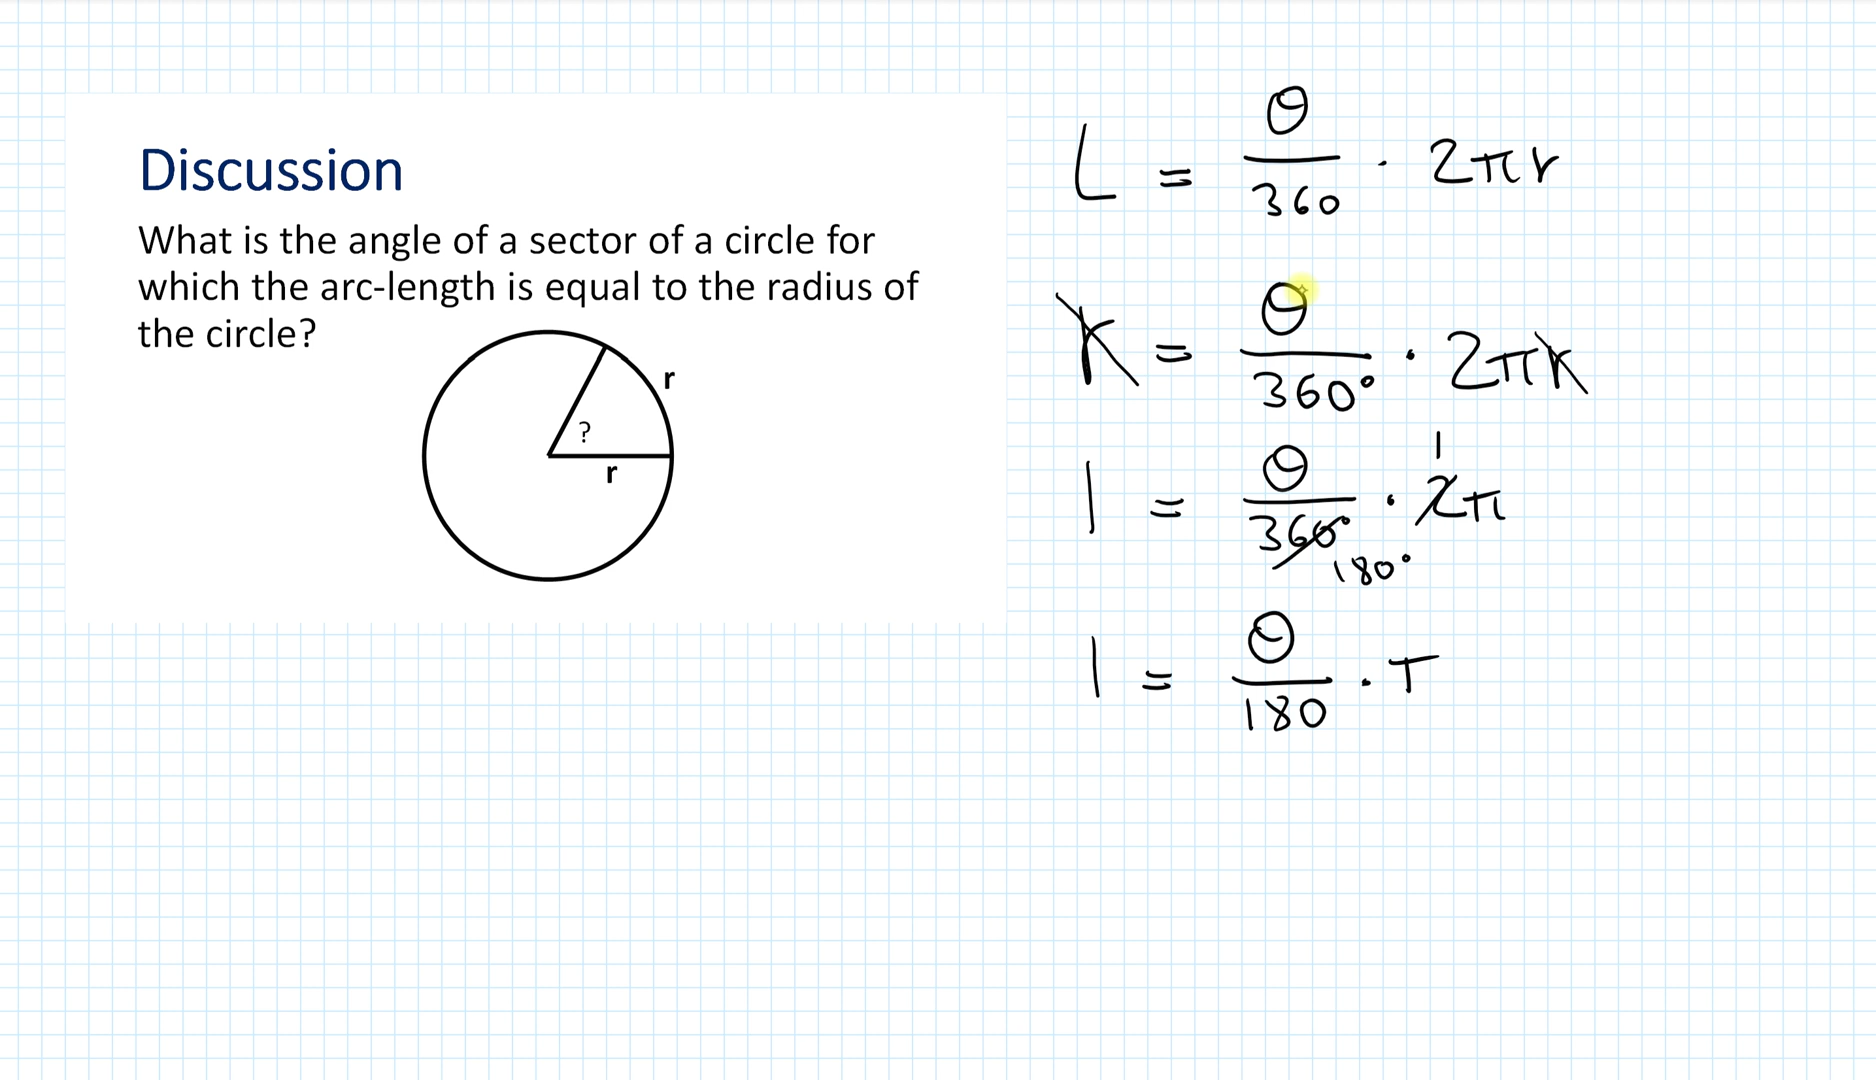 Discussion
What is the angle of a sector of a circle for
which the arc-length is equal to the radius of
the circle?
r
?
r
L = θ/360 · 2πr
r = θ/360° · 2πr
1
1 = θ/360° · 2π
180°
1 = θ/180 · T